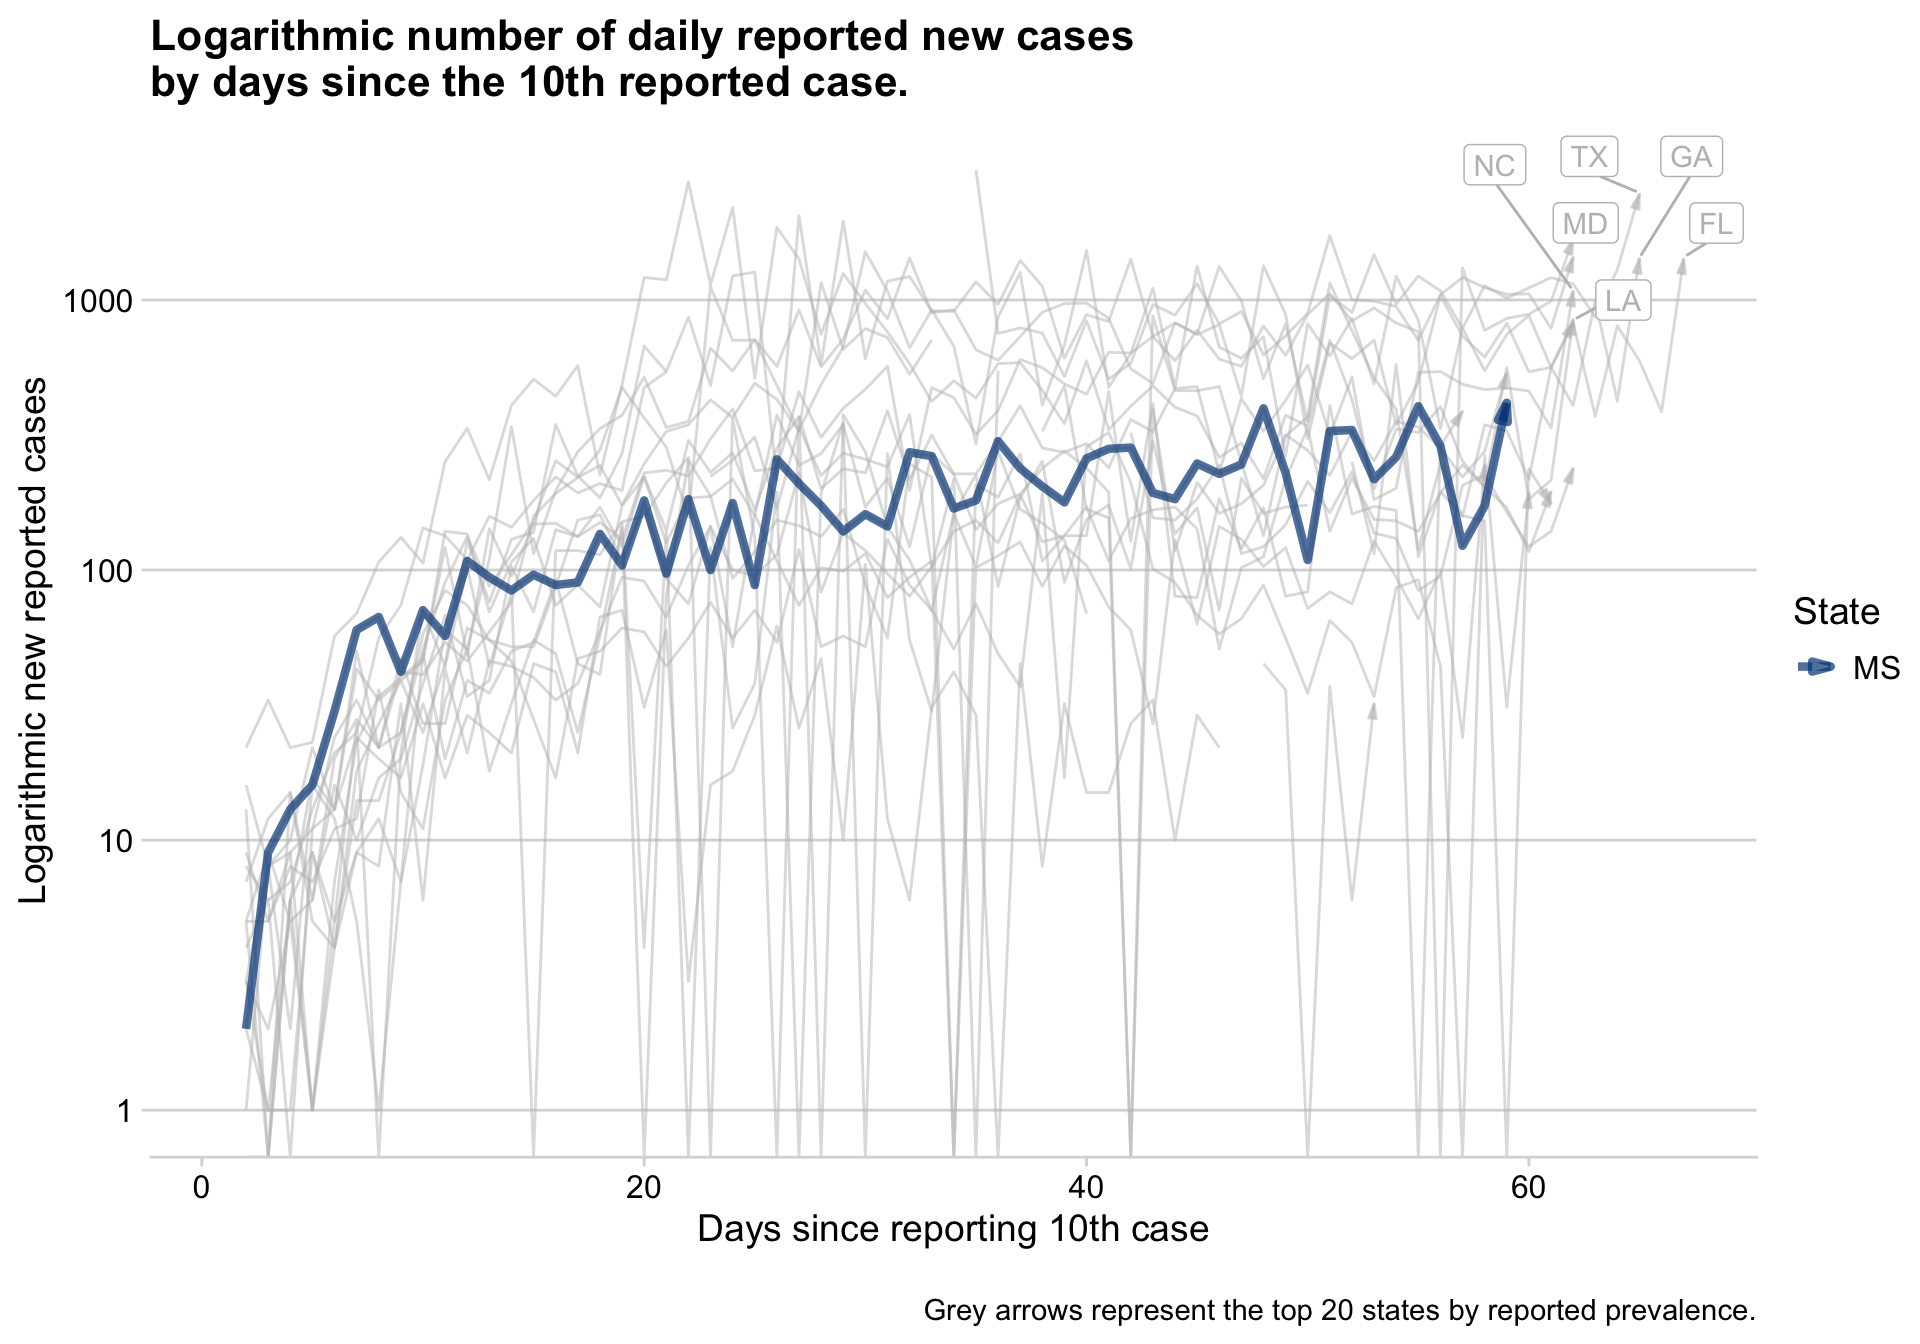 Logarithmic number of daily reported new cases
by days since the 10th reported case.
NC
TX
GA
MD
FL
LA
Logarithmic new reported cases
1000
100
10
1
0
20
40
60
Days since reporting 10th case
State
MS
Grey arrows represent the top 20 states by reported prevalence.